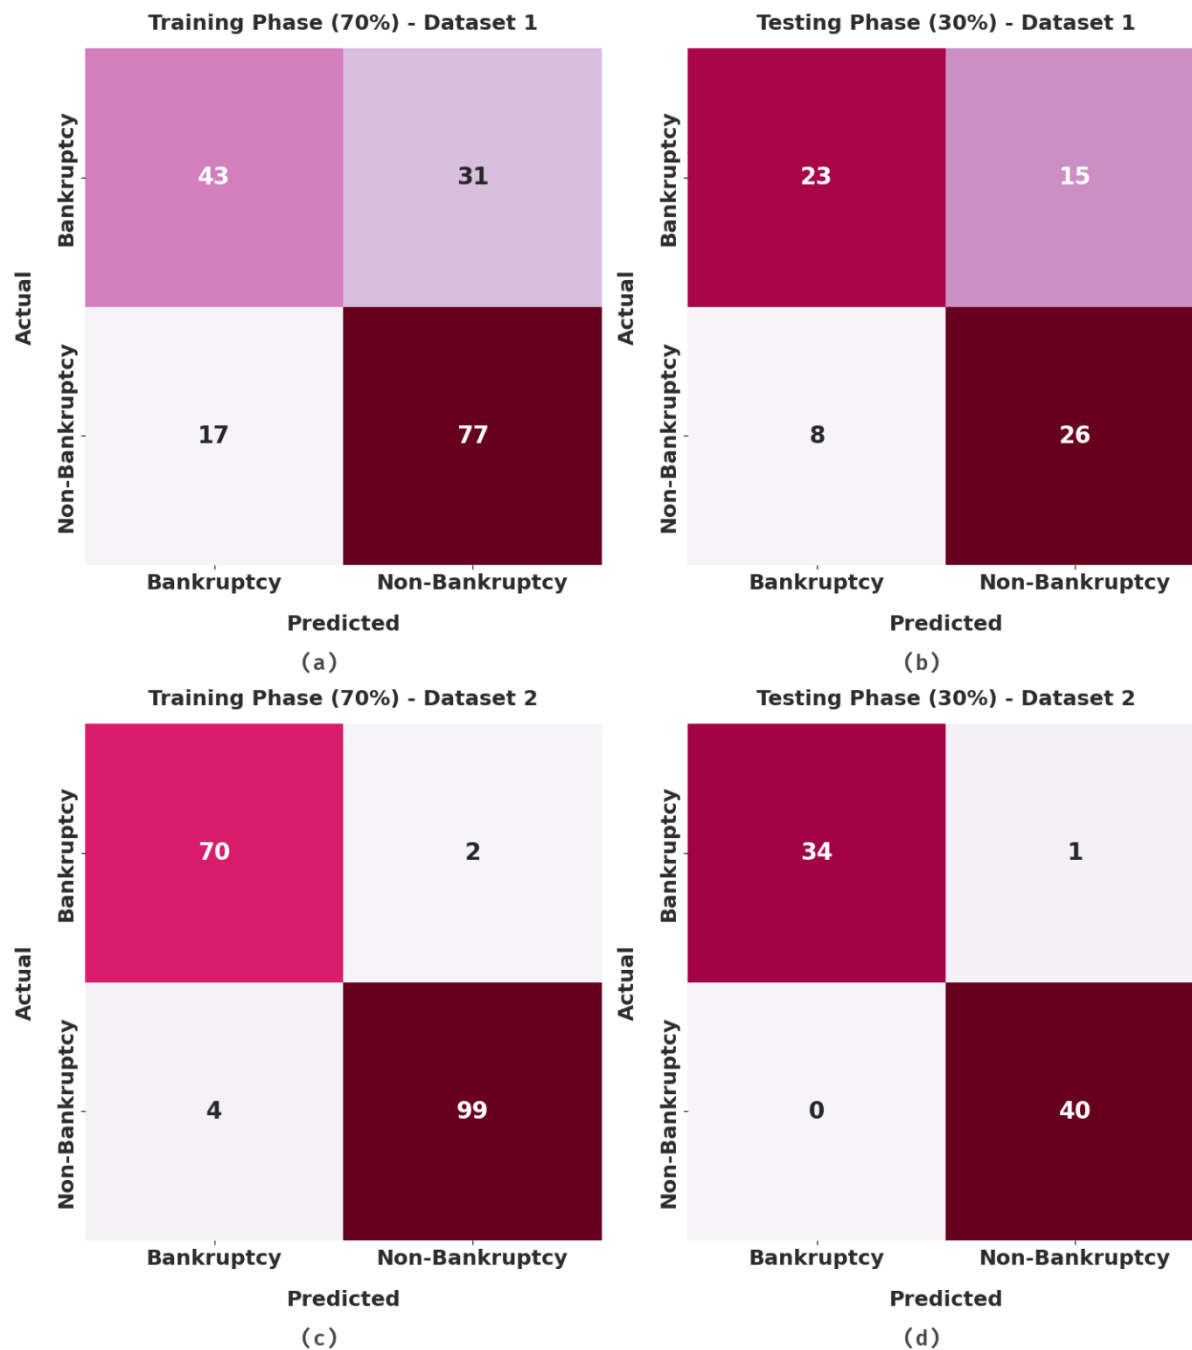 Training Phase (70%) - Dataset 1
Bankruptcy
Non-Bankruptcy
Actual
43
31
17
77
Bankruptcy
Non-Bankruptcy
Predicted
(a)
Testing Phase (30%) - Dataset 1
Bankruptcy
Non-Bankruptcy
Actual
23
15
8
26
Bankruptcy
Non-Bankruptcy
Predicted
(b)
Training Phase (70%) - Dataset 2
Bankruptcy
Non-Bankruptcy
Actual
70
2
4
99
Bankruptcy
Non-Bankruptcy
Predicted
(c)
Testing Phase (30%) - Dataset 2
Bankruptcy
Non-Bankruptcy
Actual
34
1
0
40
Bankruptcy
Non-Bankruptcy
Predicted
(d)